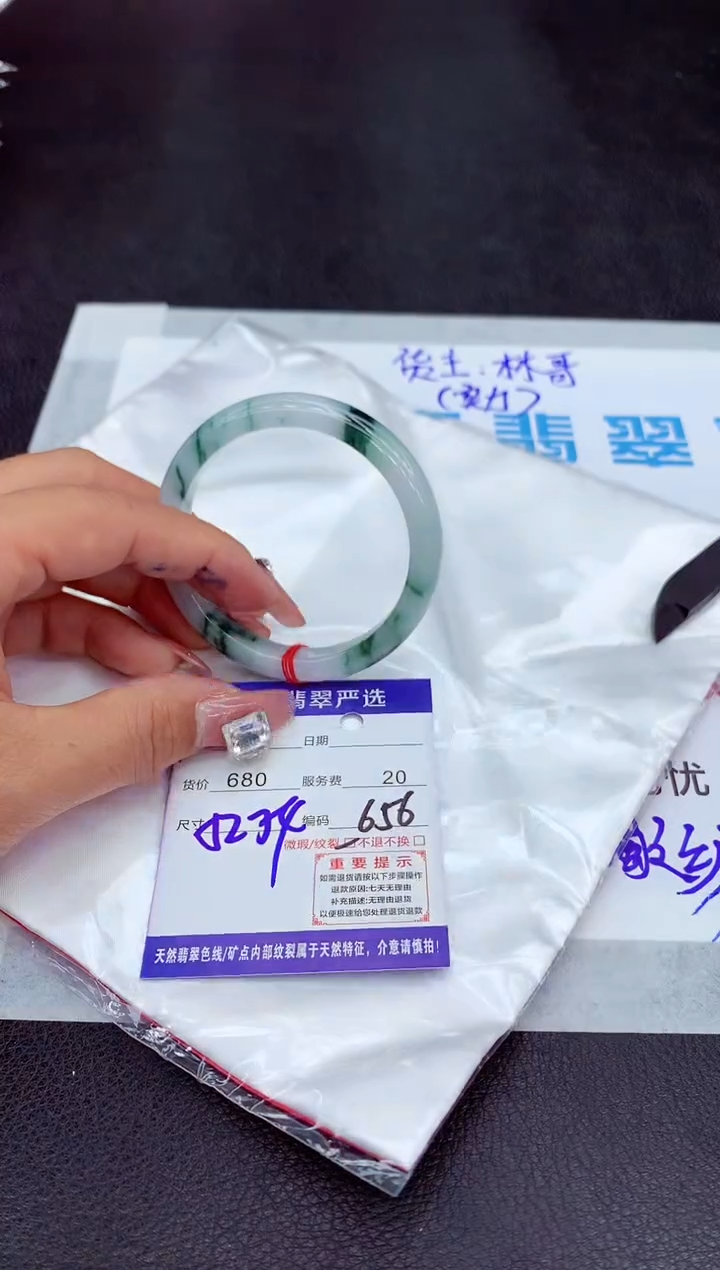 货主:林哥
(实力)
翡翠
翡翠严选
日期
货价 680 服务费 20
尺寸 编码 656
微瑕/纹裂 不退不换
重要提示
如需退货请按以下步骤操作
退款原因:七天无理由
补充描述:无理由退货
以便极速给您处理退货退款
天然翡翠色线/矿点内部纹裂属于天然特征，介意请慎拍!
忧